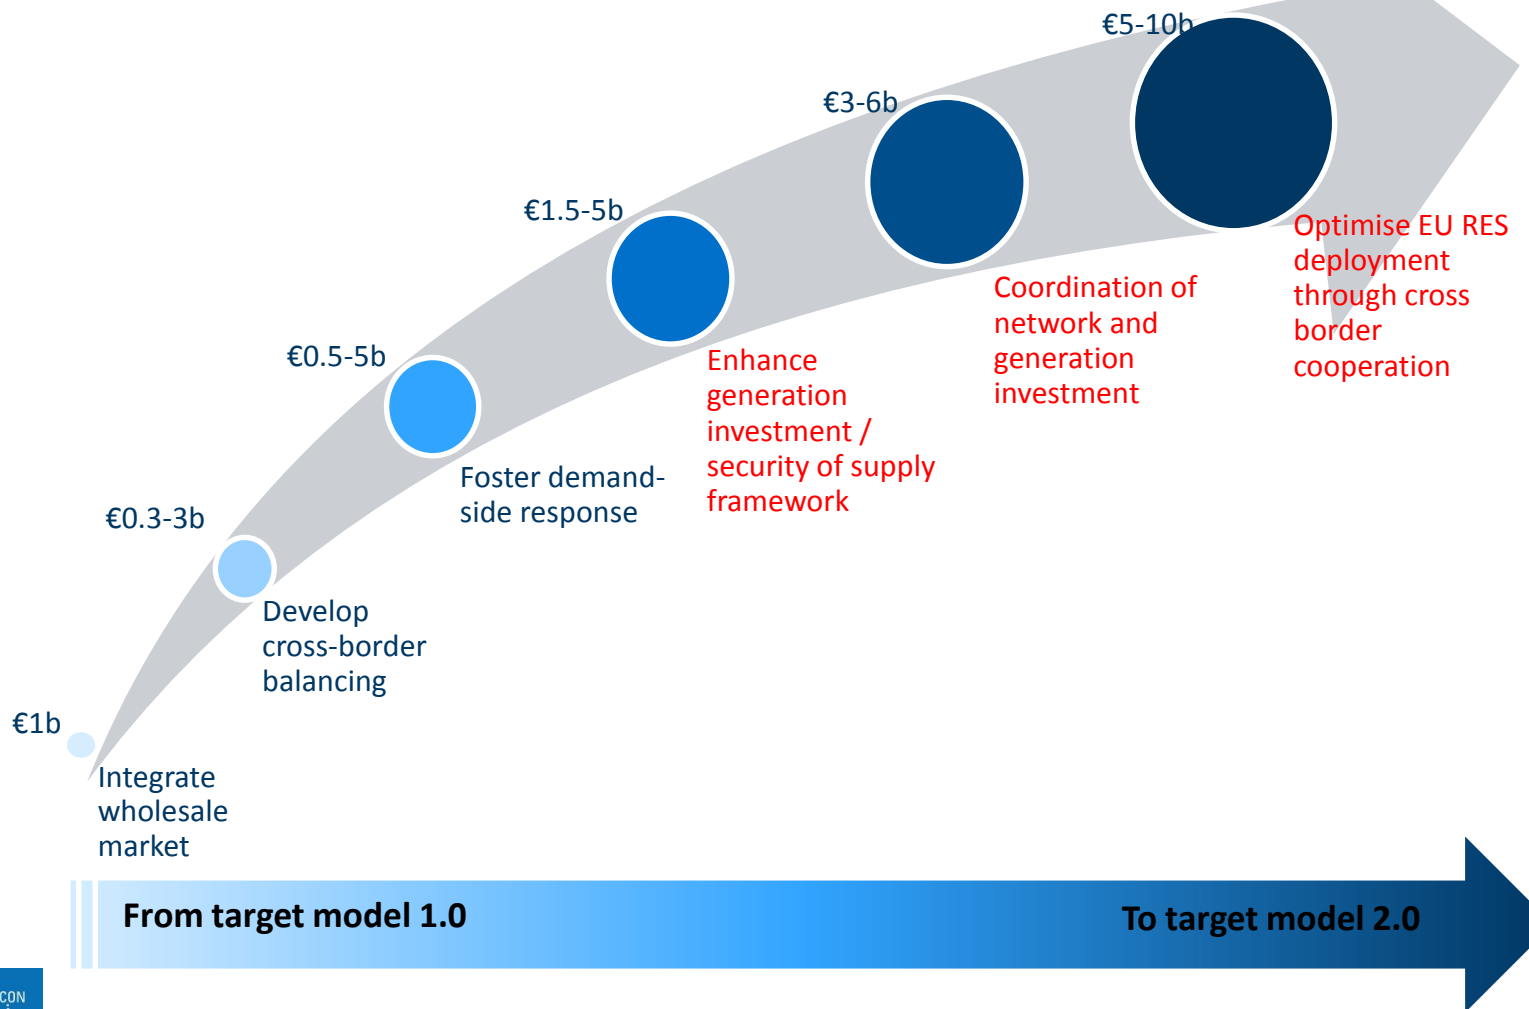 €1b
Integrate
wholesale
market
€0.3-3b
Develop
cross-border
balancing
€0.5-5b
Foster demand-
side response
€1.5-5b
Enhance
generation
investment /
security of supply
framework
€3-6b
Coordination of
network and
generation
investment
€5-10b
Optimise EU RES
deployment
through cross
border
cooperation
From target model 1.0
To target model 2.0